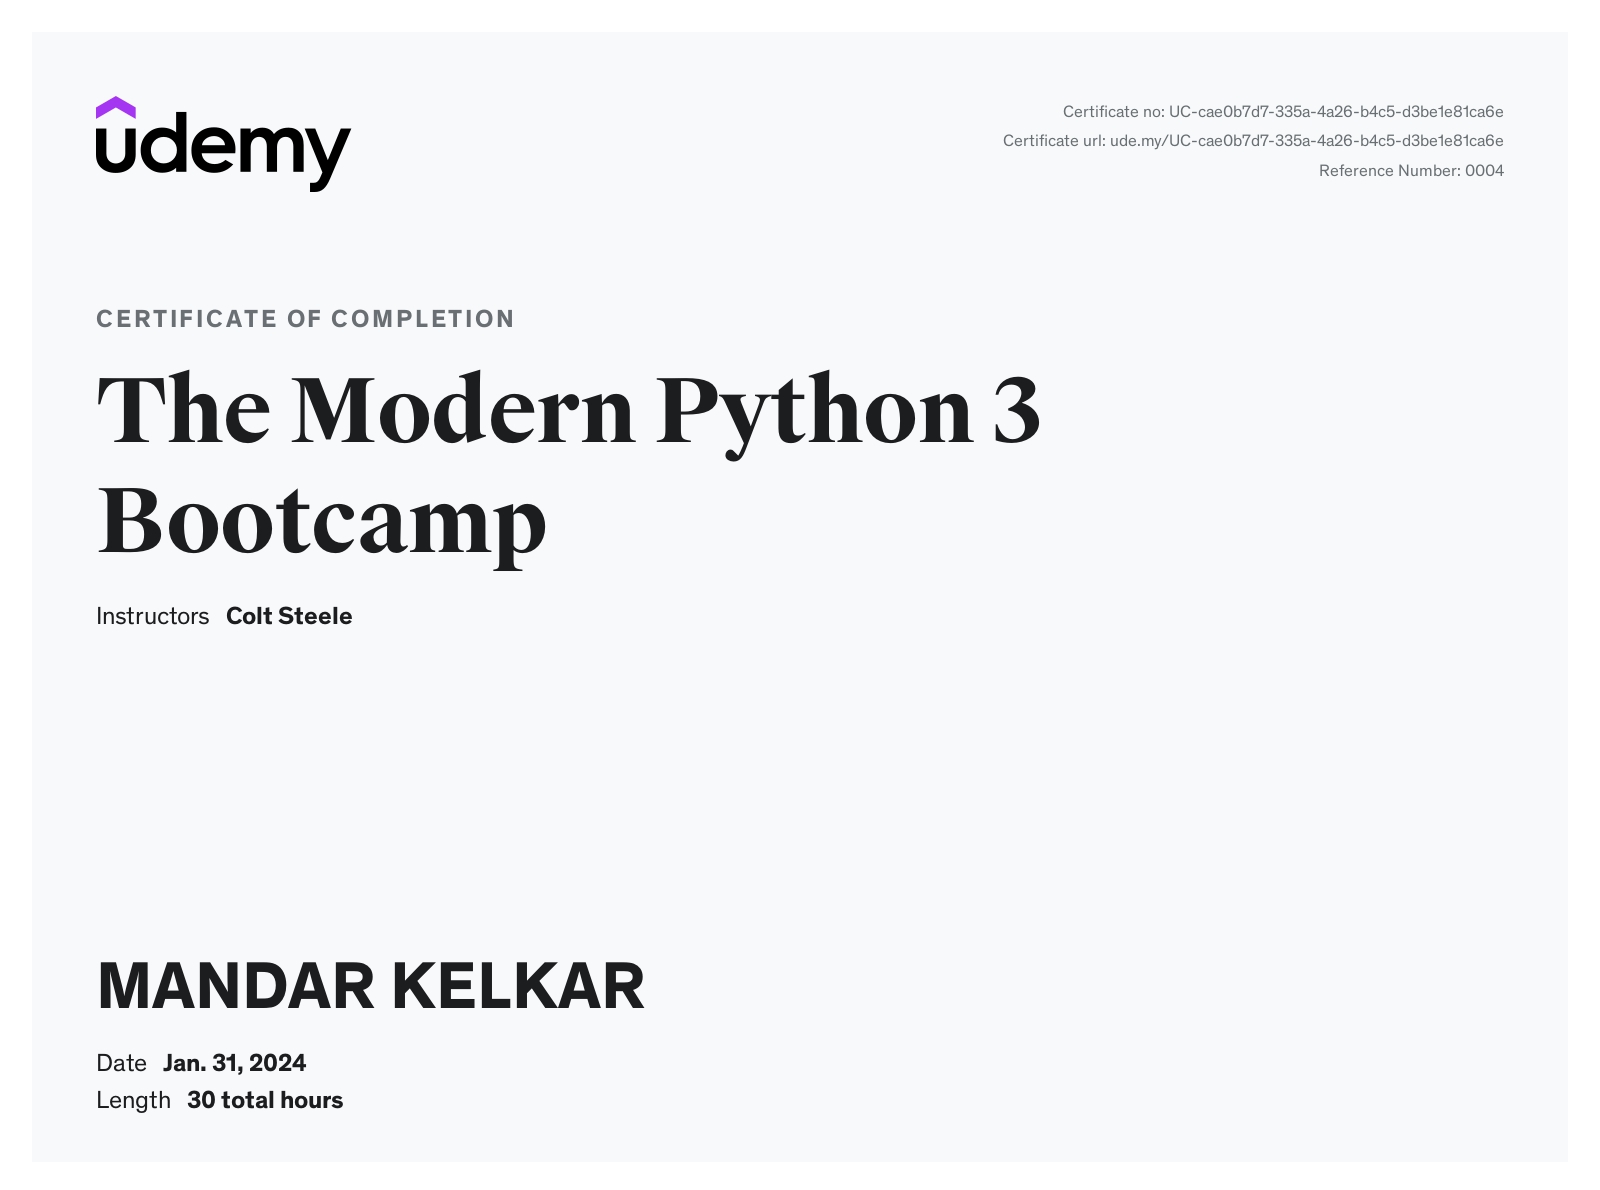 udemy
Certificate no: UC-cae0b7d7-335a-4a26-b4c5-d3be1e81ca6e
Certificate url: ude.my/UC-cae0b7d7-335a-4a26-b4c5-d3be1e81ca6e
Reference Number: 0004
CERTIFICATE OF COMPLETION
The Modern Python 3
Bootcamp
Instructors Colt Steele
MANDAR KELKAR
Date Jan. 31, 2024
Length 30 total hours